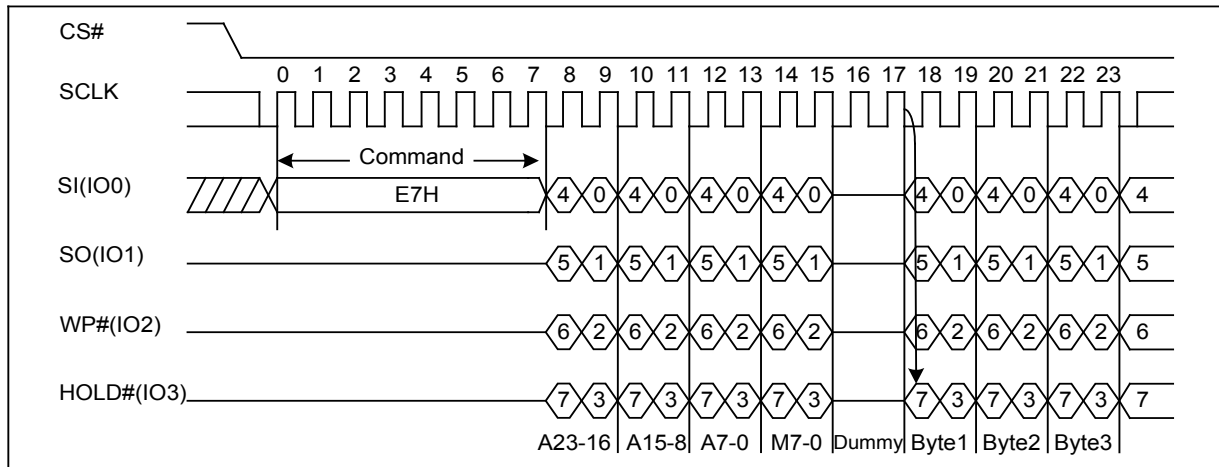 CS#
0 1 2 3 4 5 6 7 8 9 10 11 12 13 14 15 16 17 18 19 20 21 22 23
SCLK
Command
SI(IO0) E7H 4 0 4 0 4 0 4 0 4 0 4 0 4 0 4
SO(IO1) 5 1 5 1 5 1 5 1 5 1 5 1 5 1 5
WP#(IO2) 6 2 6 2 6 2 6 2 6 2 6 2 6 2 6
HOLD#(IO3) 7 3 7 3 7 3 7 3 7 3 7 3 7 3 7
A23-16 A15-8 A7-0 M7-0 Dummy Byte1 Byte2 Byte3